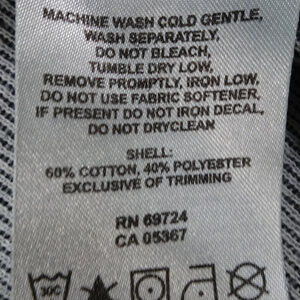 MACHINE WASH COLD GENTLE,
WASH SEPARATELY,
DO NOT BLEACH,
TUMBLE DRY LOW,
REMOVE PROMPTLY, IRON LOW,
DO NOT USE FABRIC SOFTENER,
IF PRESENT DO NOT IRON DECAL,
DO NOT DRYCLEAN
SHELL:
60% COTTON, 40% POLYESTER
EXCLUSIVE OF TRIMMING
RN 69724
CA 05367
30C